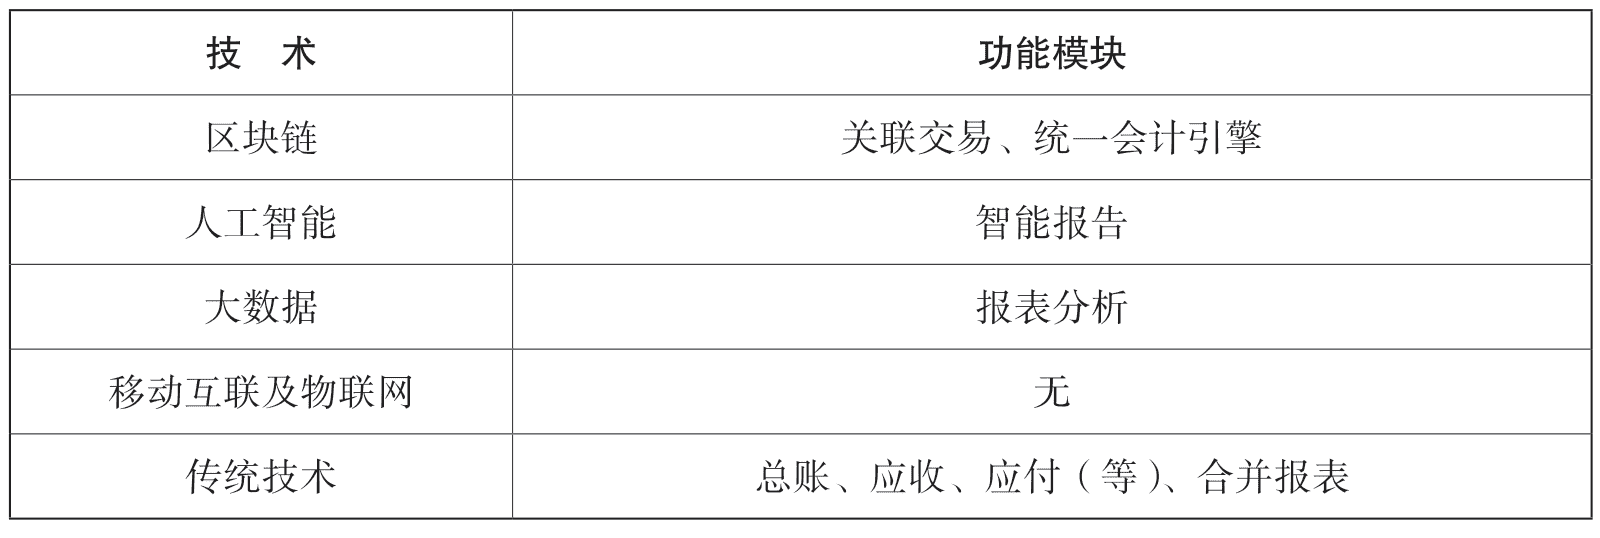 技 术 功能模块
区块链 关联交易、统一会计引擎
人工智能 智能报告
大数据 报表分析
移动互联及物联网 无
传统技术 总账、应收、应付（等）、合并报表